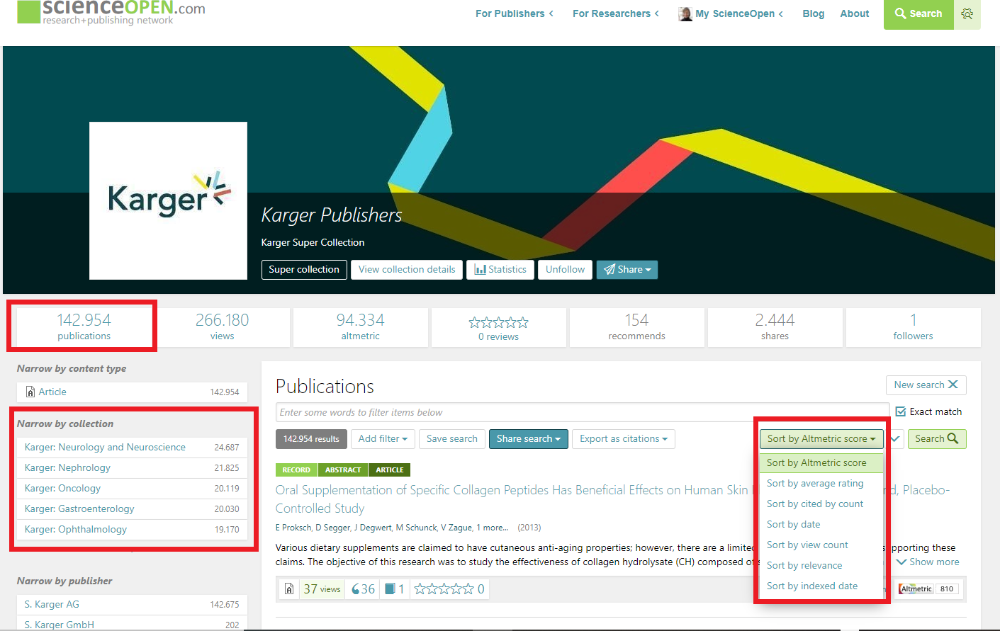 scienceOPEN.com
research+publishing network
For Publishers
For Researchers
My ScienceOpen
Blog
About
Search
Karger
Karger Publishers
Karger Super Collection
Super collection
View collection details
Statistics
Unfollow
Share
142.954
publications
266.180
views
94.334
altmetric
0 reviews
154
recommends
2.444
shares
1
followers
Narrow by content type
Article 142.954
Narrow by collection
Karger: Neurology and Neuroscience 24.687
Karger: Nephrology 21.825
Karger: Oncology 20.119
Karger: Gastroenterology 20.030
Karger: Ophthalmology 19.170
Narrow by publisher
S. Karger AG 142.675
S. Karger GmbH 202
Publications
New search
Enter some words to filter items below
Exact match
142.954 results
Add filter
Save search
Share search
Export as citations
Sort by Altmetric score
Search
Sort by Altmetric score
Sort by average rating
Sort by cited by count
Sort by date
Sort by view count
Sort by relevance
Sort by indexed date
RECORD ABSTRACT ARTICLE
Oral Supplementation of Specific Collagen Peptides Has Beneficial Effects on Human Skin Placebo-
Controlled Study
E Proksch, D Segger, J Degwert, M Schunck, V Zague, 1 more... (2013)
Various dietary supplements are claimed to have cutaneous anti-aging properties; however, there are a these
claims. The objective of this research was to study the effectiveness of collagen hydrolysate (CH) composed
Show more
37 views
36
1
0
Altmetric 810